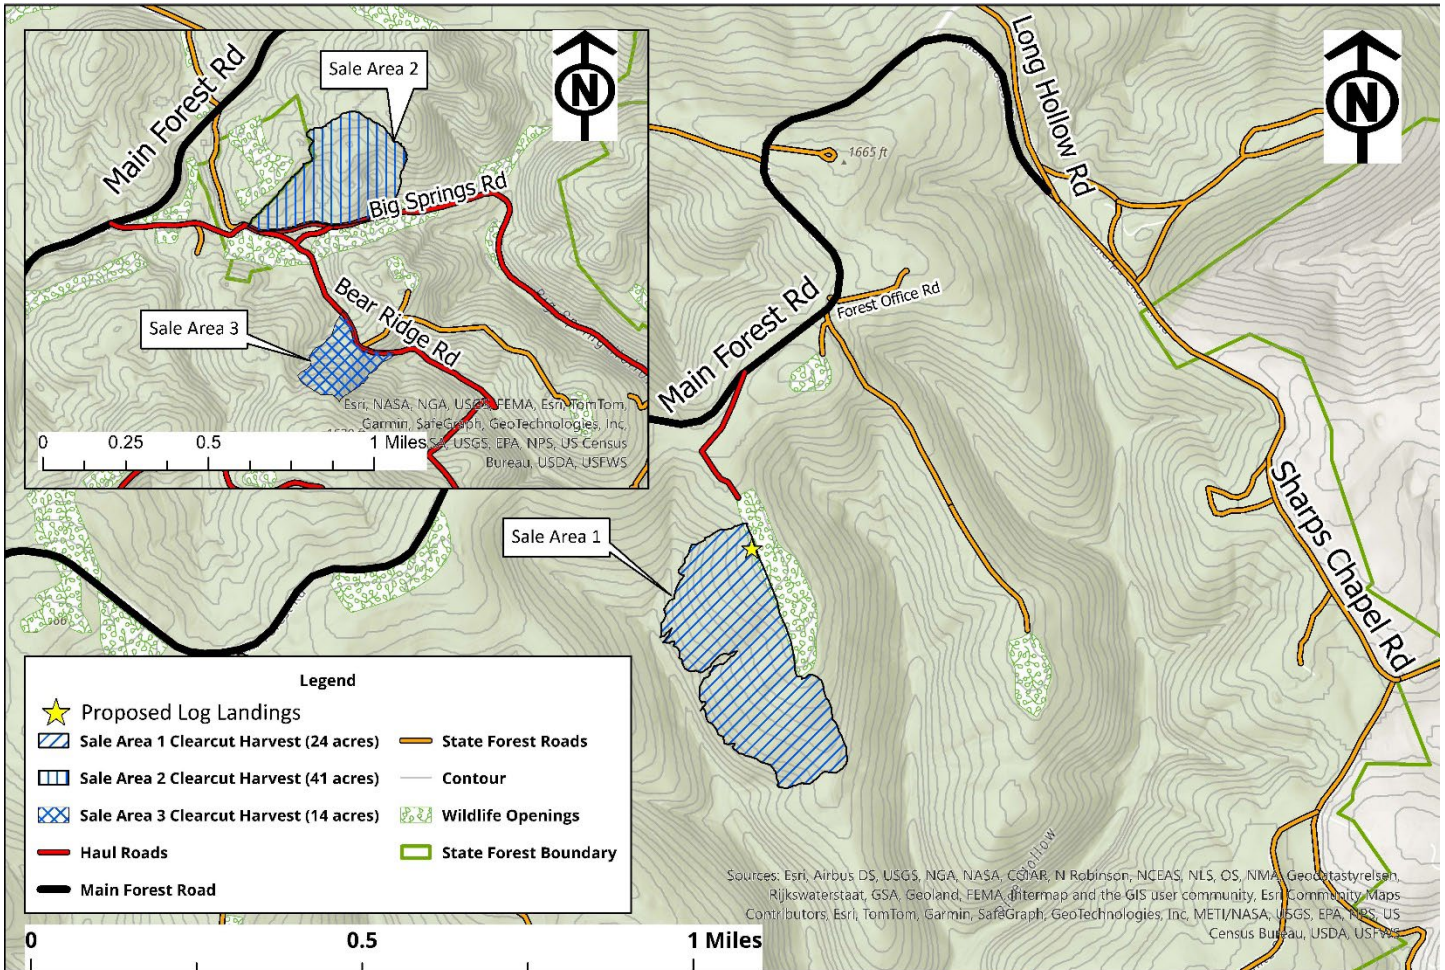 Main Forest Rd
Sale Area 2
N
Big Springs Rd
Bear Ridge Rd
Sale Area 3
Esri, NASA, NGA, USGS, FEMA, Esri, TomTom,
Garmin, SafeGraph, GeoTechnologies, Inc,
USGS, EPA, NPS, US Census
Bureau, USDA, USFWS
0 0.25 0.5 1 Miles
Long Hollow Rd
N
1665 ft
Forest Office Rd
Main Forest Rd
Sharps Chapel Rd
Sale Area 1
Legend
Proposed Log Landings
Sale Area 1 Clearcut Harvest (24 acres)
Sale Area 2 Clearcut Harvest (41 acres)
Sale Area 3 Clearcut Harvest (14 acres)
Haul Roads
Main Forest Road
State Forest Roads
Contour
Wildlife Openings
State Forest Boundary
Sources: Esri, Airbus DS, USGS, NGA, NASA, CGIAR, N Robinson, NCEAS, NLS, OS, NMA, Geodatastyrelsen,
Rijkswaterstaat, GSA, Geoland, FEMA, Intermap and the GIS user community, Esri Community Maps
Contributors, Esri, TomTom, Garmin, SafeGraph, GeoTechnologies, Inc, METI/NASA, USGS, EPA, NPS, US
Census Bureau, USDA, USFWS
0 0.5 1 Miles